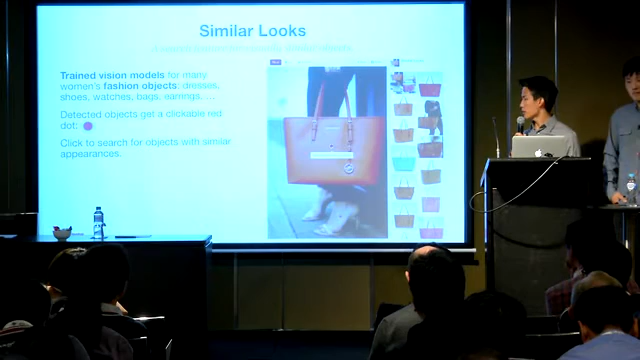 Similar Looks
Trained vision models for many
women's fashion objects: dresses,
shoes, watches, bags, earrings, ...
Detected objects get a clickable red
dot:
Click to search for objects with similar
appearances.